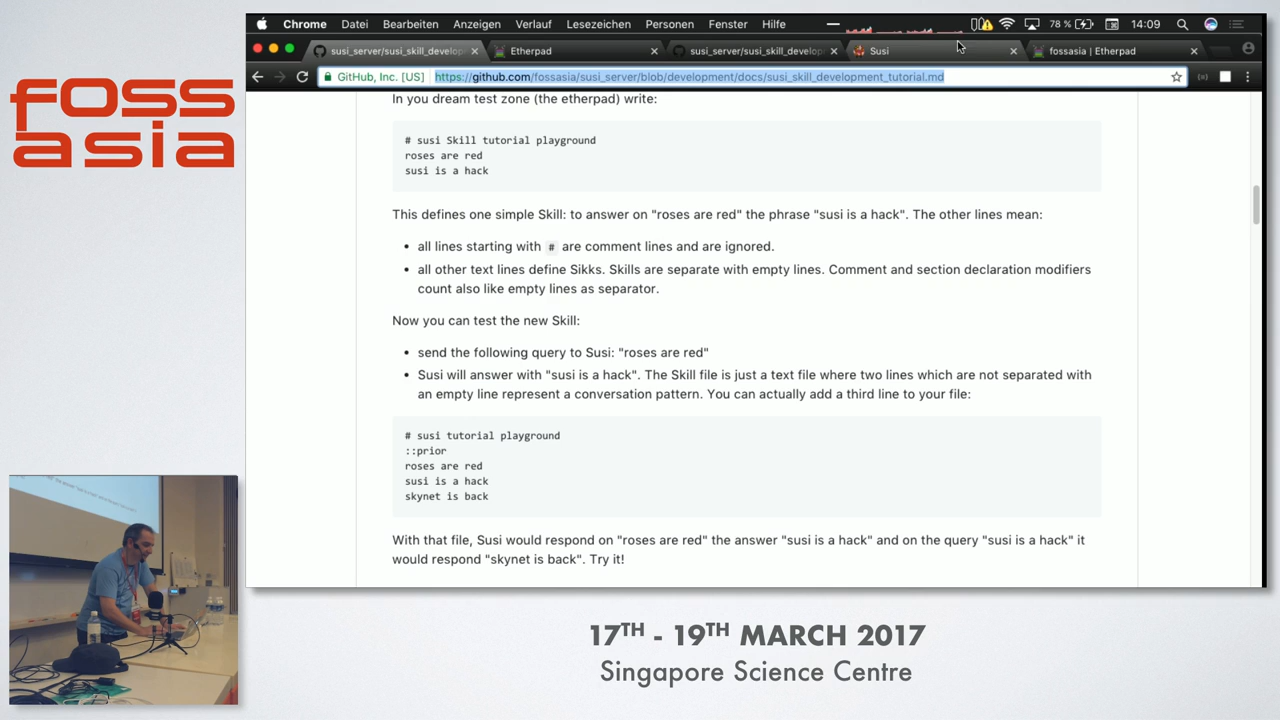 foss
asia
Chrome Datei Bearbeiten Anzeigen Verlauf Lesezeichen Personen Fenster Hilfe 78 % 14:09
susi_server/susi_skill_develop Etherpad susi_server/susi_skill_develop Susi fossasia | Etherpad
GitHub, Inc. [US] https://github.com/fossasia/susi_server/blob/development/docs/susi_skill_development_tutorial.md
In you dream test zone (the etherpad) write:
# susi Skill tutorial playground
roses are red
susi is a hack
This defines one simple Skill: to answer on "roses are red" the phrase "susi is a hack". The other lines mean:
• all lines starting with # are comment lines and are ignored.
• all other text lines define Sikks. Skills are separate with empty lines. Comment and section declaration modifiers
count also like empty lines as separator.
Now you can test the new Skill:
• send the following query to Susi: "roses are red"
• Susi will answer with "susi is a hack". The Skill file is just a text file where two lines which are not separated with
an empty line represent a conversation pattern. You can actually add a third line to your file:
# susi tutorial playground
::prior
roses are red
susi is a hack
skynet is back
With that file, Susi would respond on "roses are red" the answer "susi is a hack" and on the query "susi is a hack" it
would respond "skynet is back". Try it!
17TH - 19TH MARCH 2017
Singapore Science Centre